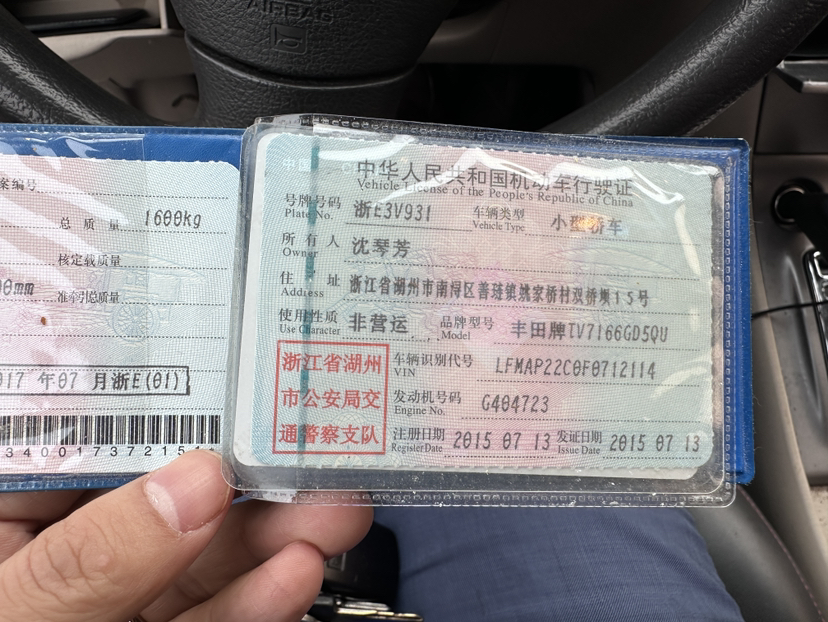 AIRBAG
案编号
总 质 量 1600kg
核定载质量
00mm 准牵引总质量
017 年07 月浙E(01)
中华人民共和国机动车行驶证
Vehicle License of the People's Republic of China
号牌号码 浙E3V931 车辆类型 小型轿车
Plate No. Vehicle Type
所 有 人 沈琴芳
Owner
住 址 浙江省湖州市南浔区善琏镇姚家桥村双桥坝15号
Address
使用性质 非营运 品牌型号 丰田牌TV7166GD5QU
Use Character Model
浙江省湖州
市公安局交
通警察支队
车辆识别代号 LFMAP22C0F0712114
VIN
发动机号码 G404723
Engine No.
注册日期 2015 07 13 发证日期 2015 07 13
Register Date Issue Date